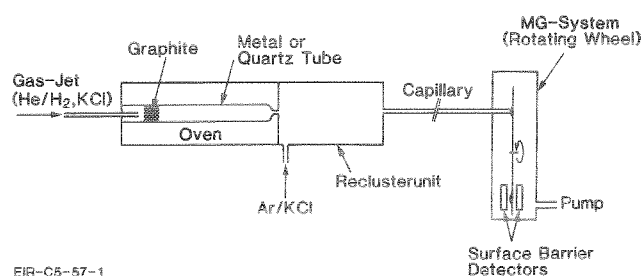 MG-System
(Rotating Wheel)
Graphite
Metal or
Quartz Tube
Gas-Jet
(He/H₂,KCl)
Capillary
Oven
Reclusterunit
Ar/KCl
Pump
Surface Barrier
Detectors
EIR-C5-57-1